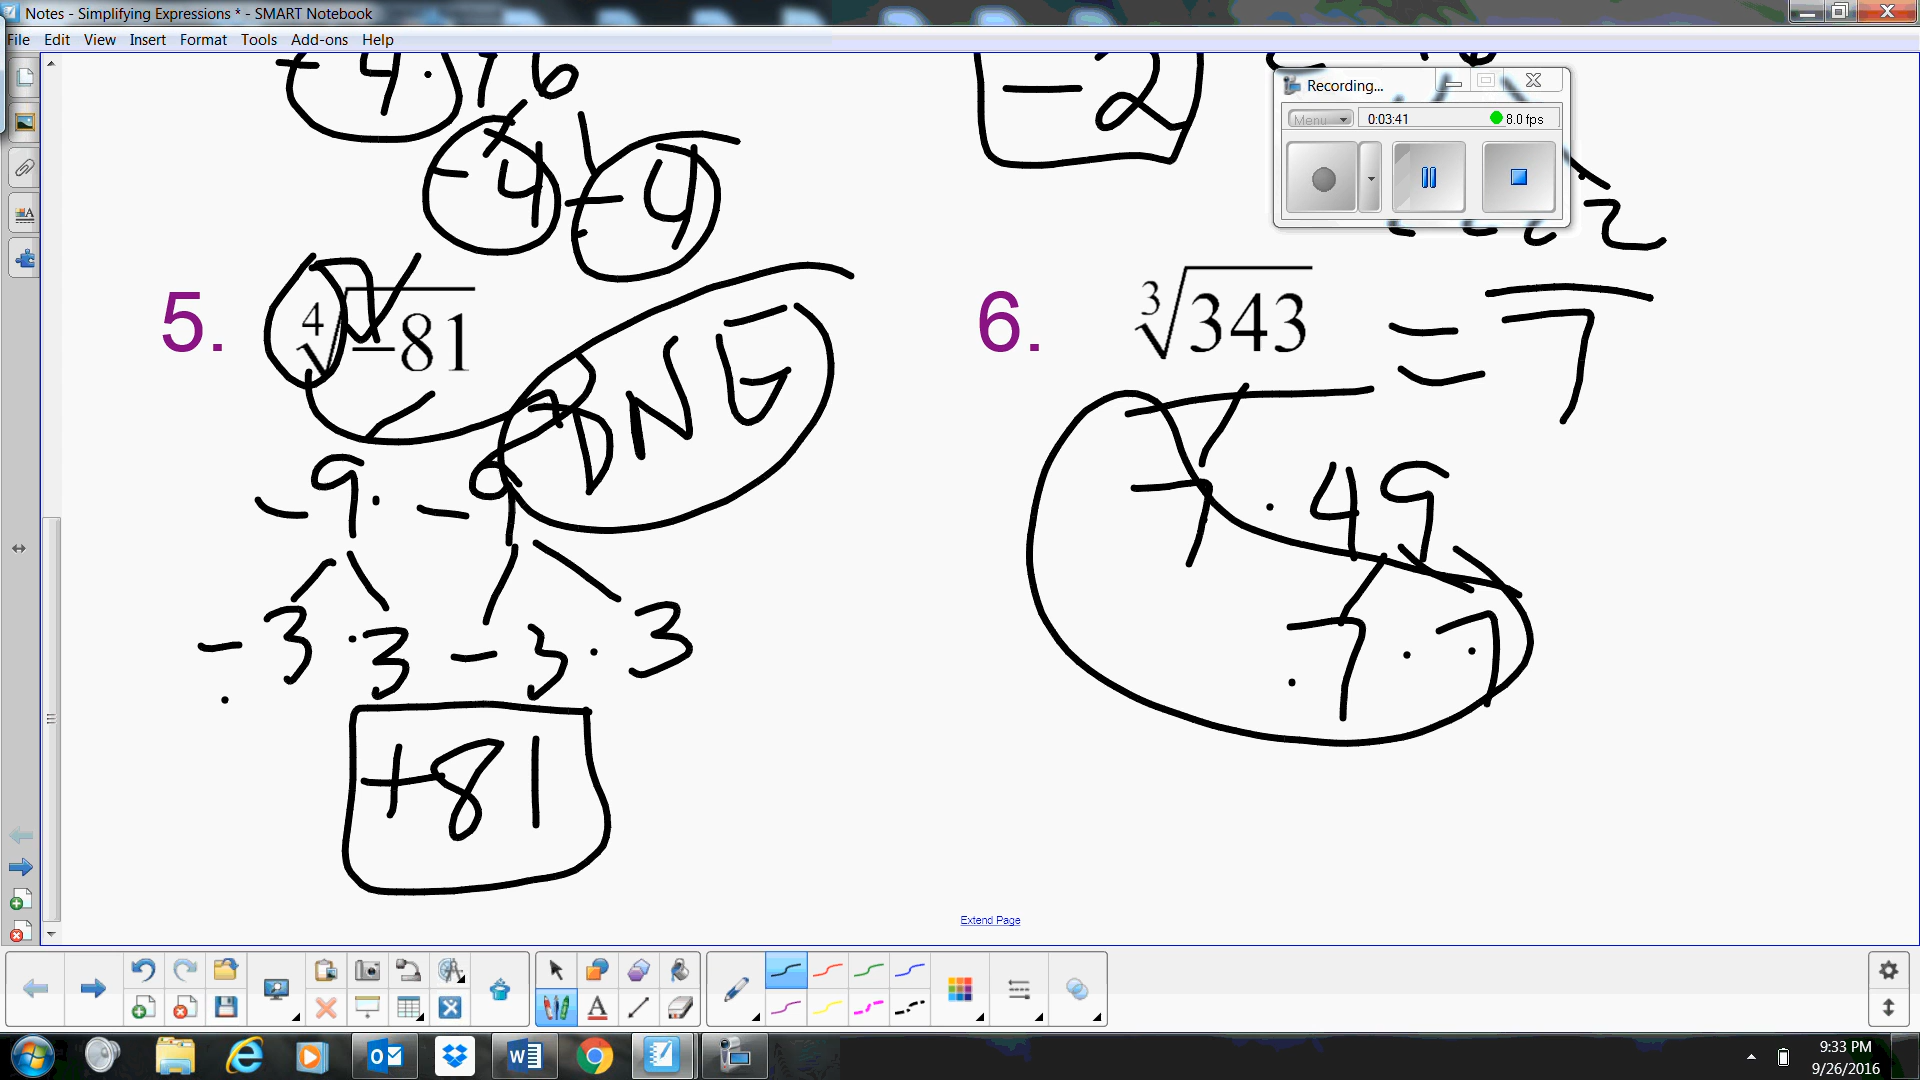 Notes - Simplifying Expressions * - SMART Notebook
File Edit View Insert Format Tools Add-ons Help
-4 · 16
-4 -4
-2
Recording...
Menu 0:03:41 8.0 fps
2
5. ∜-81
DNE
-9 · -9
-3 · 3 -3 · 3
+81
6. ∛343 = 7
7 · 49
· 7 · 7
Extend Page
9:33 PM
9/26/2016